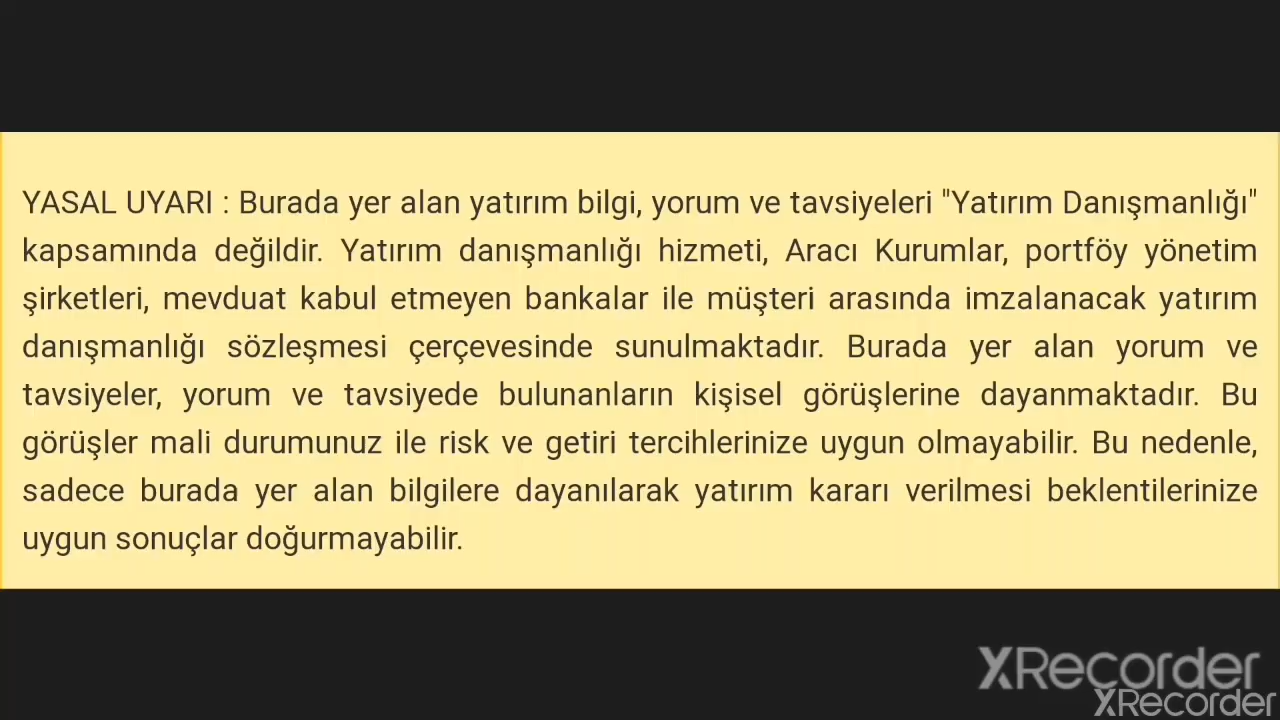 YASAL UYARI : Burada yer alan yatırım bilgi, yorum ve tavsiyeleri "Yatırım Danışmanlığı"
kapsamında değildir. Yatırım danışmanlığı hizmeti, Aracı Kurumlar, portföy yönetim
şirketleri, mevduat kabul etmeyen bankalar ile müşteri arasında imzalanacak yatırım
danışmanlığı sözleşmesi çerçevesinde sunulmaktadır. Burada yer alan yorum ve
tavsiyeler, yorum ve tavsiyede bulunanların kişisel görüşlerine dayanmaktadır. Bu
görüşler mali durumunuz ile risk ve getiri tercihlerinize uygun olmayabilir. Bu nedenle,
sadece burada yer alan bilgilere dayanılarak yatırım kararı verilmesi beklentilerinize
uygun sonuçlar doğurmayabilir.
XRecorder
XRecorder